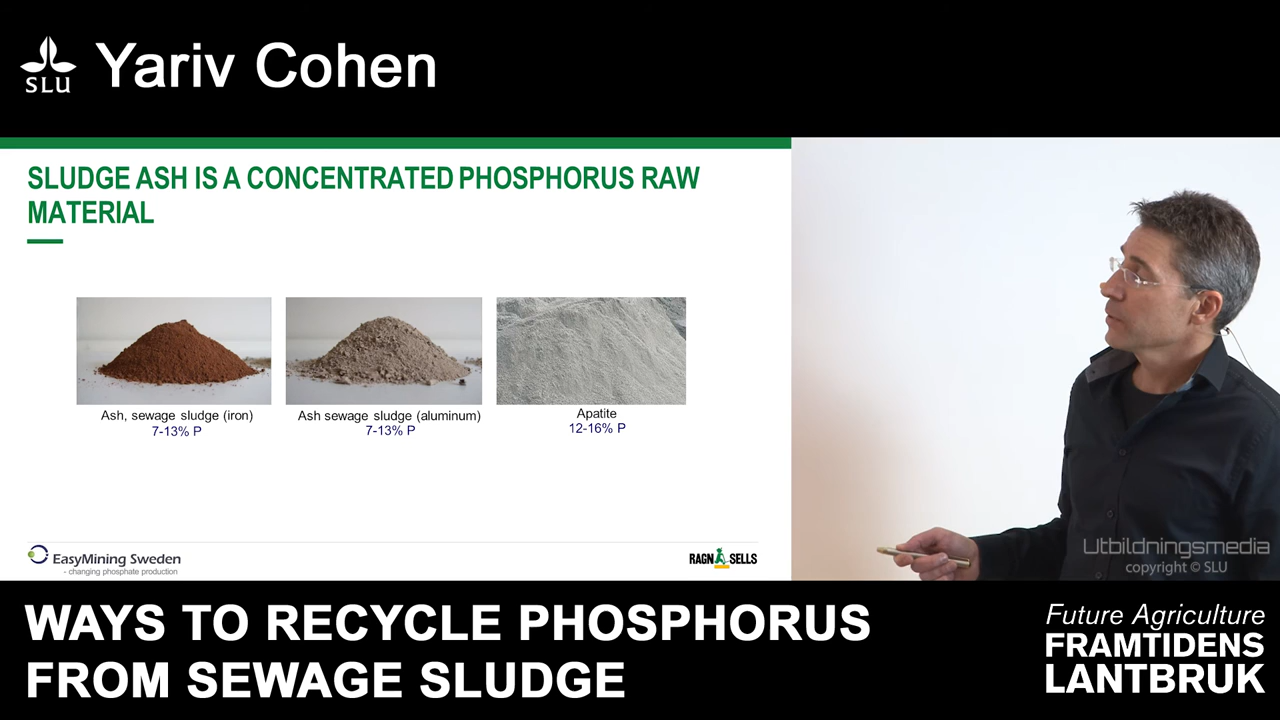 SLU
Yariv Cohen
SLUDGE ASH IS A CONCENTRATED PHOSPHORUS RAW
MATERIAL
Ash, sewage sludge (iron)
7-13% P
Ash sewage sludge (aluminum)
7-13% P
Apatite
12-16% P
EasyMining Sweden
- changing phosphate production
RAGN SELLS
Utbildningsmedia
copyright © SLU
WAYS TO RECYCLE PHOSPHORUS
FROM SEWAGE SLUDGE
Future Agriculture
FRAMTIDENS
LANTBRUK